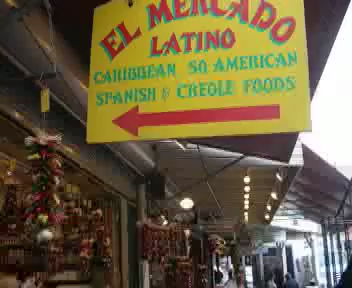 EL MERCADO
LATINO
CARIBBEAN SO AMERICAN
SPANISH & CREOLE FOODS